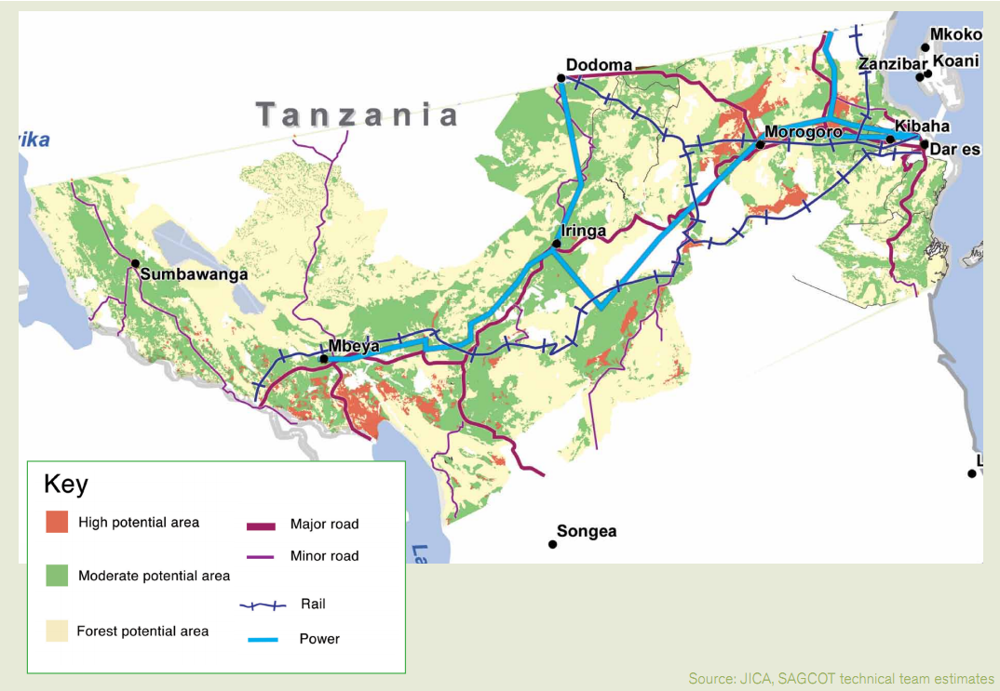 Mkoko
Zanzibar
Koani
Dodoma
Tanzania
ika
Morogoro
Kibaha
Dar es
Iringa
Sumbawanga
Mbeya
Songea
L
La
Key
High potential area
Moderate potential area
Forest potential area
Major road
Minor road
Rail
Power
Source: JICA, SAGCOT technical team estimates